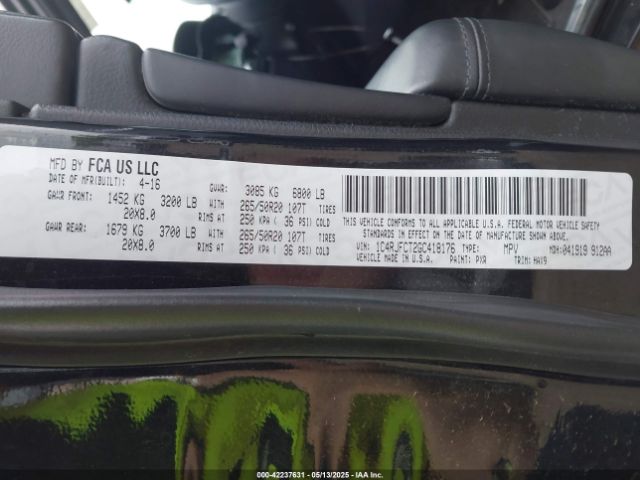 MFD BY FCA US LLC
DATE OF MFR(BUILT): 4-16 GVWR: 3085 KG 6800 LB
GAWR FRONT: 1452 KG 3200 LB WITH 265/50R20 107T TIRES
20X8.0 RIMS AT 250 KPA ( 36 PSI) COLD
GAWR REAR: 1679 KG 3700 LB WITH 265/50R20 107T TIRES
20X8.0 RIMS AT 250 KPA ( 36 PSI) COLD
THIS VEHICLE CONFORMS TO ALL APPLICABLE U.S.A. FEDERAL MOTOR VEHICLE SAFETY
STANDARDS IN EFFECT ON THE DATE OF MANUFACTURE SHOWN ABOVE.
VIN: 1C4RJFCT2GC418176 TYPE: MPV MDH:041919 912AA
VEHICLE MADE IN U.S.A. PAINT: PXR TRIM: HAX9
000-42237631 - 05/13/2025 - IAA